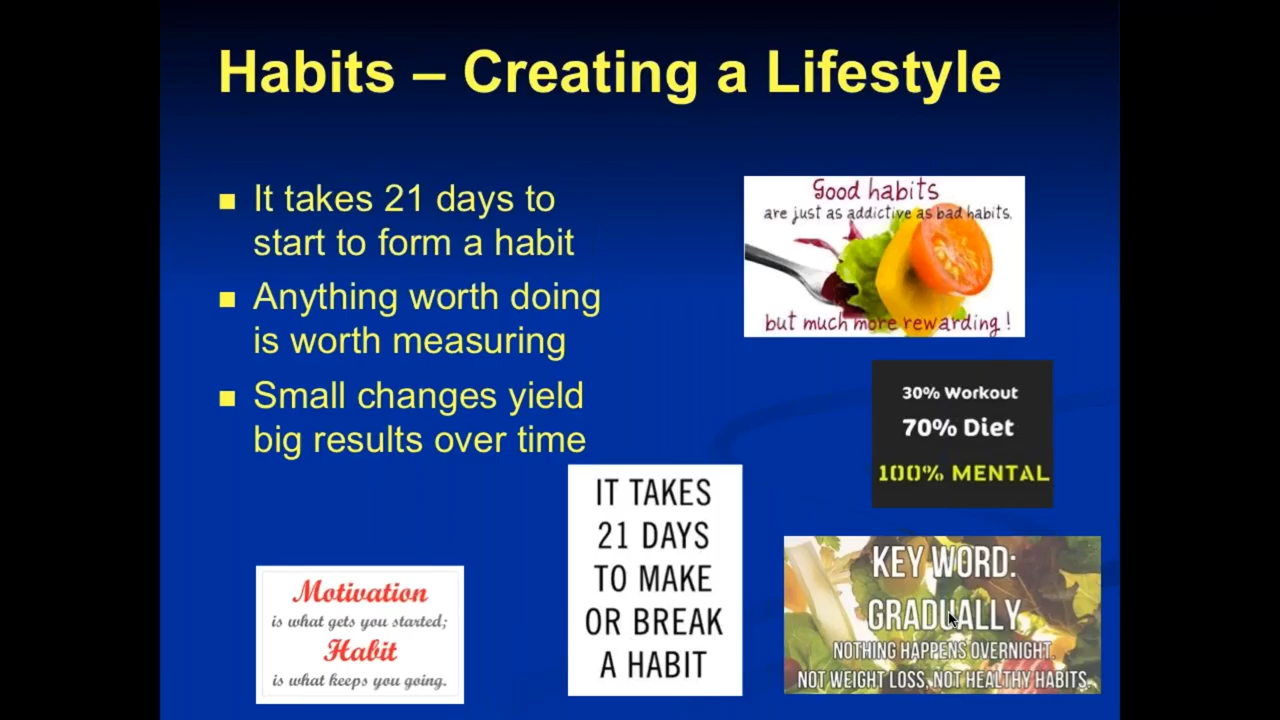 Habits – Creating a Lifestyle
It takes 21 days to
start to form a habit
Anything worth doing
is worth measuring
Small changes yield
big results over time
Good habits
are just as addictive as bad habits.
but much more rewarding!
30% Workout
70% Diet
100% MENTAL
IT TAKES
21 DAYS
TO MAKE
OR BREAK
A HABIT
Motivation
is what gets you started;
Habit
is what keeps you going.
KEY WORD:
GRADUALLY.
NOTHING HAPPENS OVERNIGHT.
NOT WEIGHT LOSS, NOT HEALTHY HABITS.